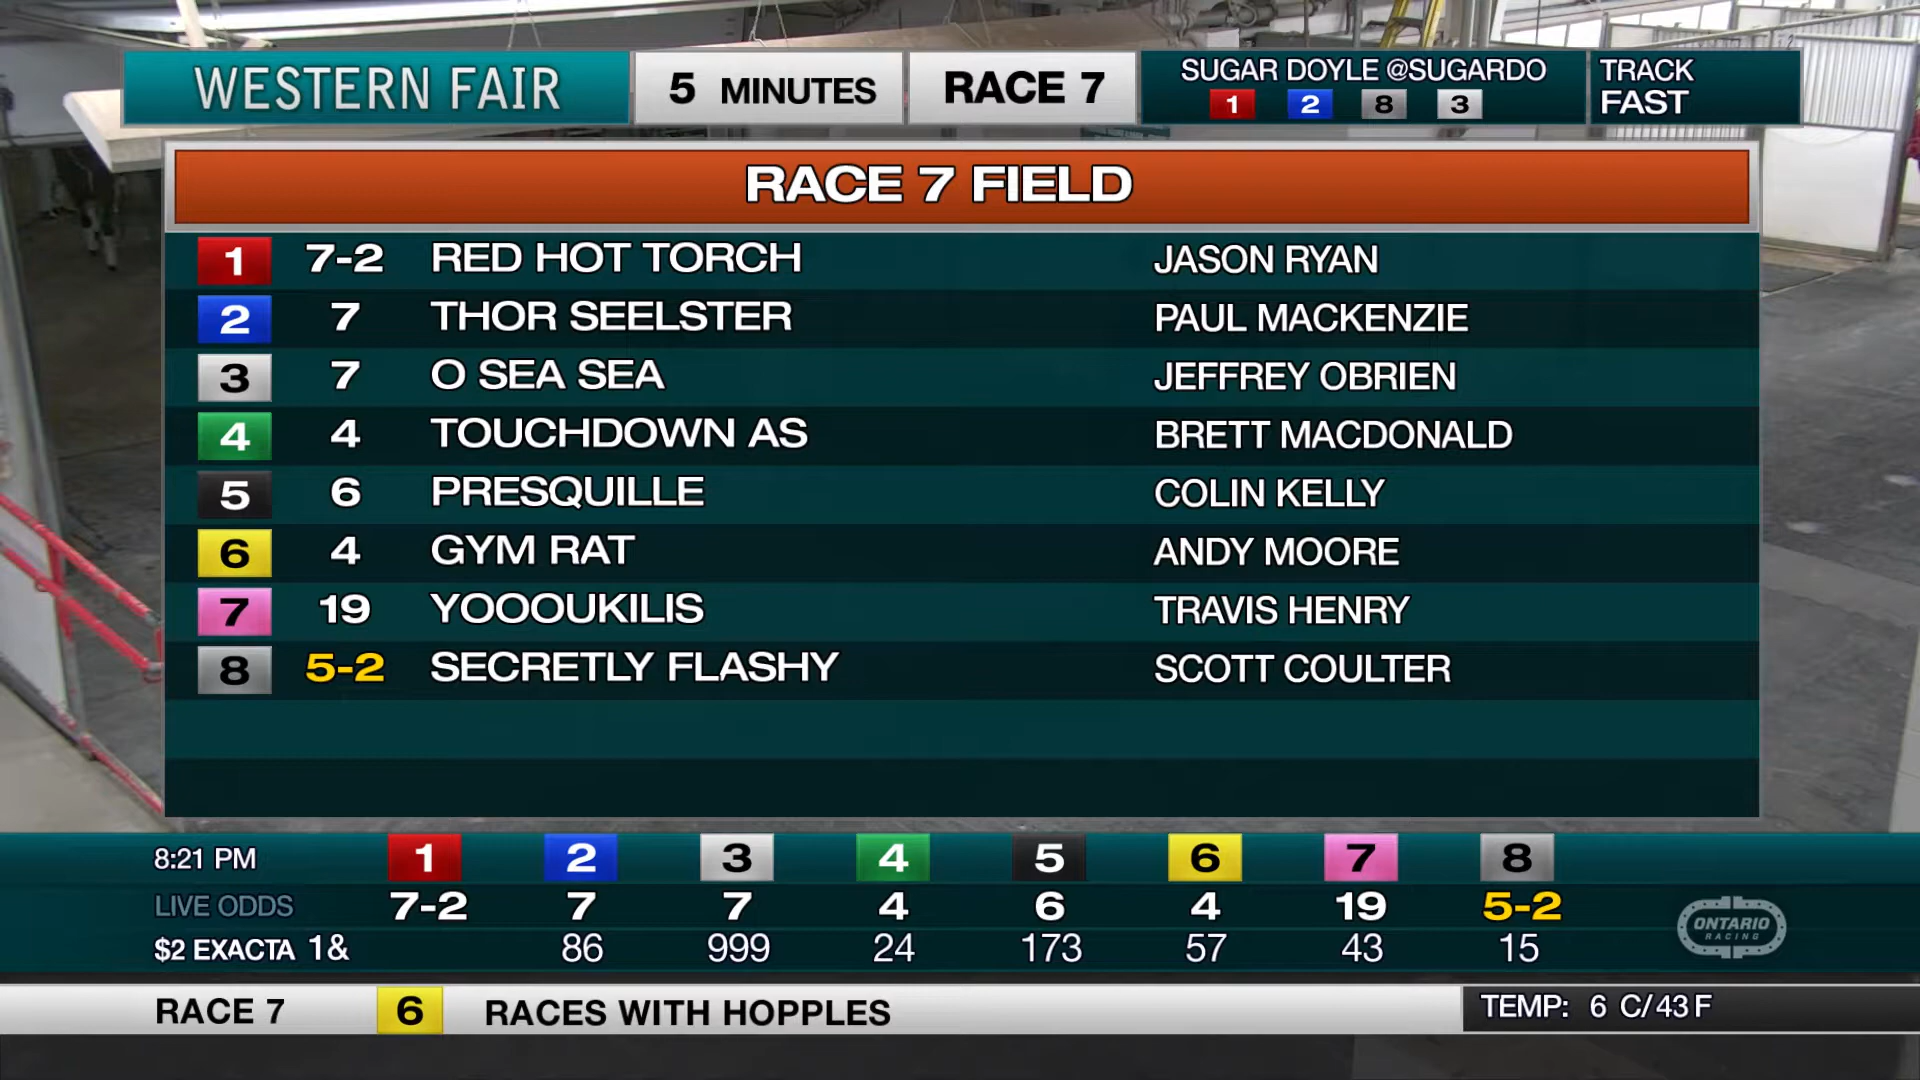 WESTERN FAIR
5 MINUTES
RACE 7
SUGAR DOYLE @SUGARDO
1 2 8 3
TRACK
FAST
RACE 7 FIELD
1 7-2 RED HOT TORCH JASON RYAN
2 7 THOR SEELSTER PAUL MACKENZIE
3 7 O SEA SEA JEFFREY OBRIEN
4 4 TOUCHDOWN AS BRETT MACDONALD
5 6 PRESQUILLE COLIN KELLY
6 4 GYM RAT ANDY MOORE
7 19 YOOOUKILIS TRAVIS HENRY
8 5-2 SECRETLY FLASHY SCOTT COULTER
8:21 PM 1 2 3 4 5 6 7 8
LIVE ODDS 7-2 7 7 4 6 4 19 5-2
$2 EXACTA 1& 86 999 24 173 57 43 15
ONTARIO
RACING
RACE 7 6 RACES WITH HOPPLES
TEMP: 6 C/43 F